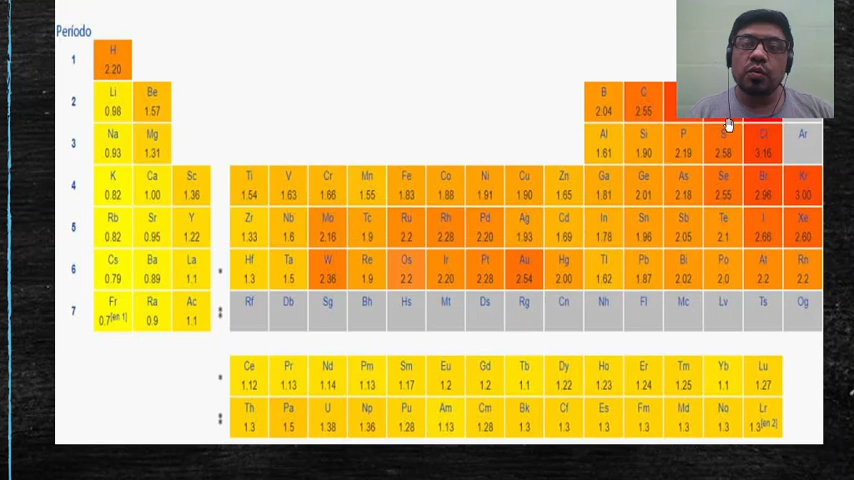 Período
1 H
2.20
2 Li Be B C
0.98 1.57 2.04 2.55
3 Na Mg Al Si P S Cl Ar
0.93 1.31 1.61 1.90 2.19 2.58 3.16
4 K Ca Sc Ti V Cr Mn Fe Co Ni Cu Zn Ga Ge As Se Br Kr
0.82 1.00 1.36 1.54 1.63 1.66 1.55 1.83 1.88 1.91 1.90 1.65 1.81 2.01 2.18 2.55 2.96 3.00
5 Rb Sr Y Zr Nb Mo Tc Ru Rh Pd Ag Cd In Sn Sb Te I Xe
0.82 0.95 1.22 1.33 1.6 2.16 1.9 2.2 2.28 2.20 1.93 1.69 1.78 1.96 2.05 2.1 2.66 2.60
6 Cs Ba La * Hf Ta W Re Os Ir Pt Au Hg Tl Pb Bi Po At Rn
0.79 0.89 1.1 1.3 1.5 2.36 1.9 2.2 2.20 2.28 2.54 2.00 1.62 1.87 2.02 2.0 2.2 2.2
7 Fr Ra Ac ** Rf Db Sg Bh Hs Mt Ds Rg Cn Nh Fl Mc Lv Ts Og
0.7[en 1] 0.9 1.1
* Ce Pr Nd Pm Sm Eu Gd Tb Dy Ho Er Tm Yb Lu
1.12 1.13 1.14 1.13 1.17 1.2 1.2 1.1 1.22 1.23 1.24 1.25 1.1 1.27
** Th Pa U Np Pu Am Cm Bk Cf Es Fm Md No Lr
1.3 1.5 1.38 1.36 1.28 1.13 1.28 1.3 1.3 1.3 1.3 1.3 1.3 1.3[en 2]